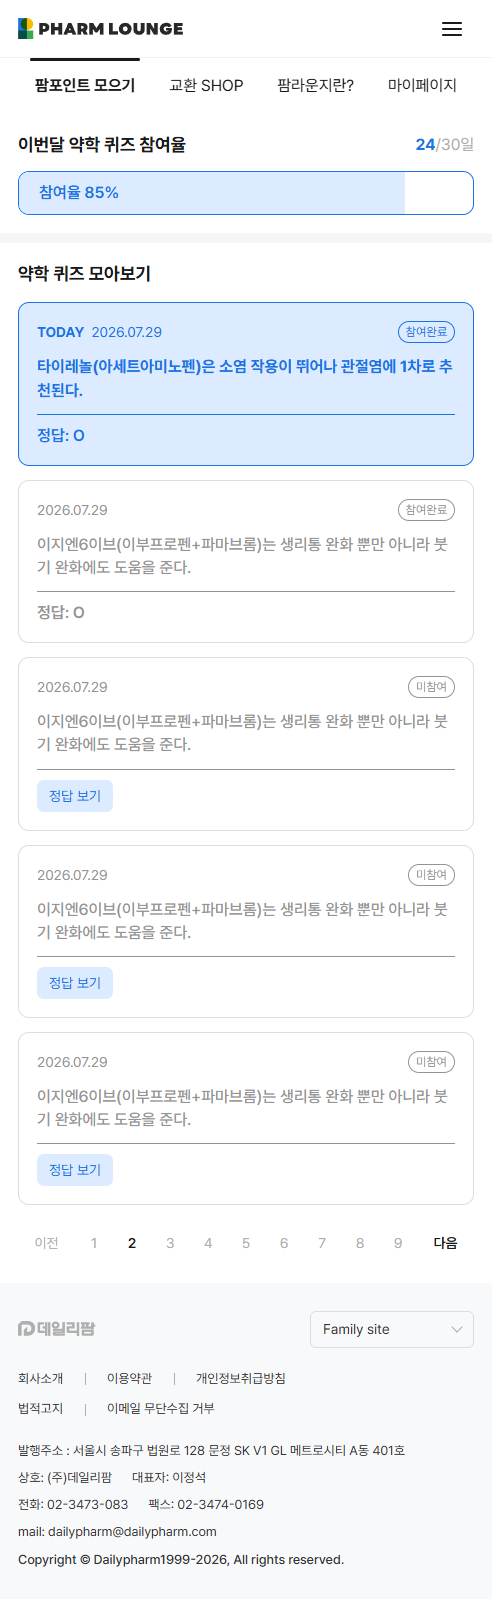 PHARM LOUNGE
팜포인트 모으기 교환 SHOP 팜라운지란? 마이페이지
이번달 약학 퀴즈 참여율 24/30일
참여율 85%
약학 퀴즈 모아보기
TODAY 2026.07.29 참여완료
타이레놀(아세트아미노펜)은 소염 작용이 뛰어나 관절염에 1차로 추
천된다.
정답: O
2026.07.29 참여완료
이지엔6이브(이부프로펜+파마브롬)는 생리통 완화 뿐만 아니라 붓
기 완화에도 도움을 준다.
정답: O
2026.07.29 미참여
이지엔6이브(이부프로펜+파마브롬)는 생리통 완화 뿐만 아니라 붓
기 완화에도 도움을 준다.
정답 보기
2026.07.29 미참여
이지엔6이브(이부프로펜+파마브롬)는 생리통 완화 뿐만 아니라 붓
기 완화에도 도움을 준다.
정답 보기
2026.07.29 미참여
이지엔6이브(이부프로펜+파마브롬)는 생리통 완화 뿐만 아니라 붓
기 완화에도 도움을 준다.
정답 보기
이전 1 2 3 4 5 6 7 8 9 다음
데일리팜 Family site
회사소개 | 이용약관 | 개인정보취급방침
법적고지 | 이메일 무단수집 거부
발행주소 : 서울시 송파구 법원로 128 문정 SK V1 GL 메트로시티 A동 401호
상호: (주)데일리팜 대표자: 이정석
전화: 02-3473-083 팩스: 02-3474-0169
mail: dailypharm@dailypharm.com
Copyright © Dailypharm1999-2026, All rights reserved.